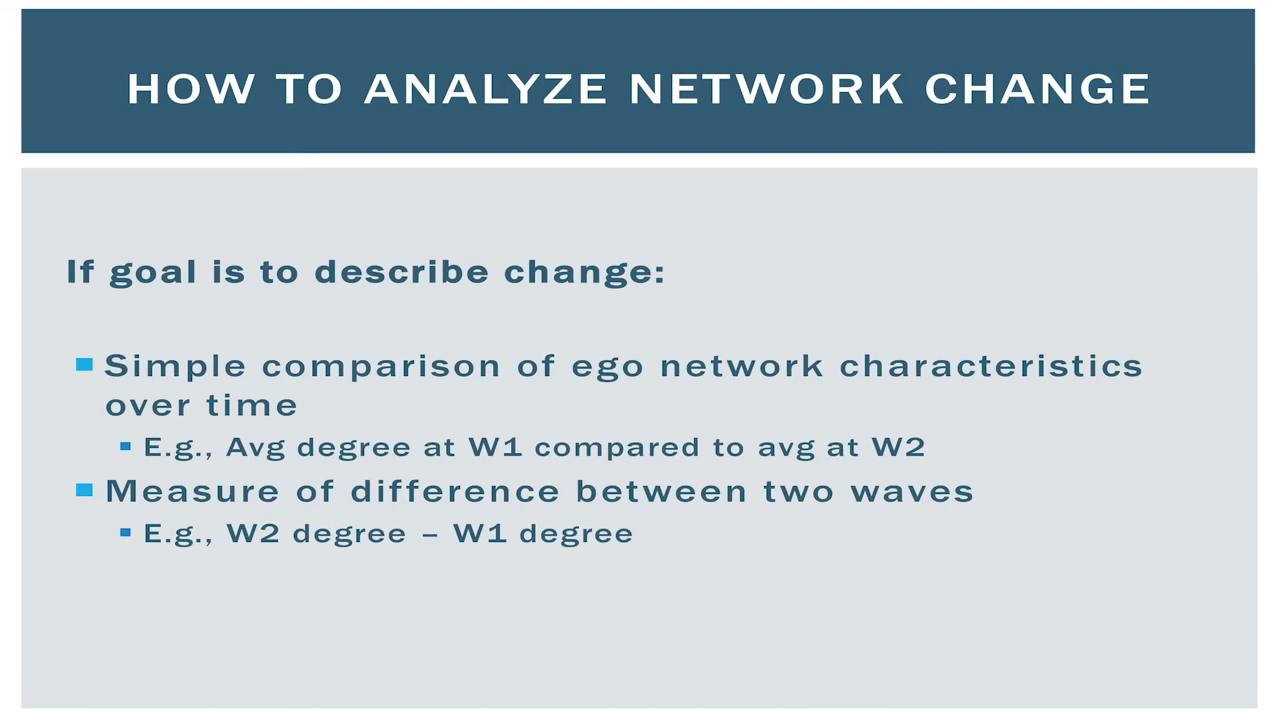 HOW TO ANALYZE NETWORK CHANGE
If goal is to describe change:
Simple comparison of ego network characteristics
over time
E.g., Avg degree at W1 compared to avg at W2
Measure of difference between two waves
E.g., W2 degree – W1 degree